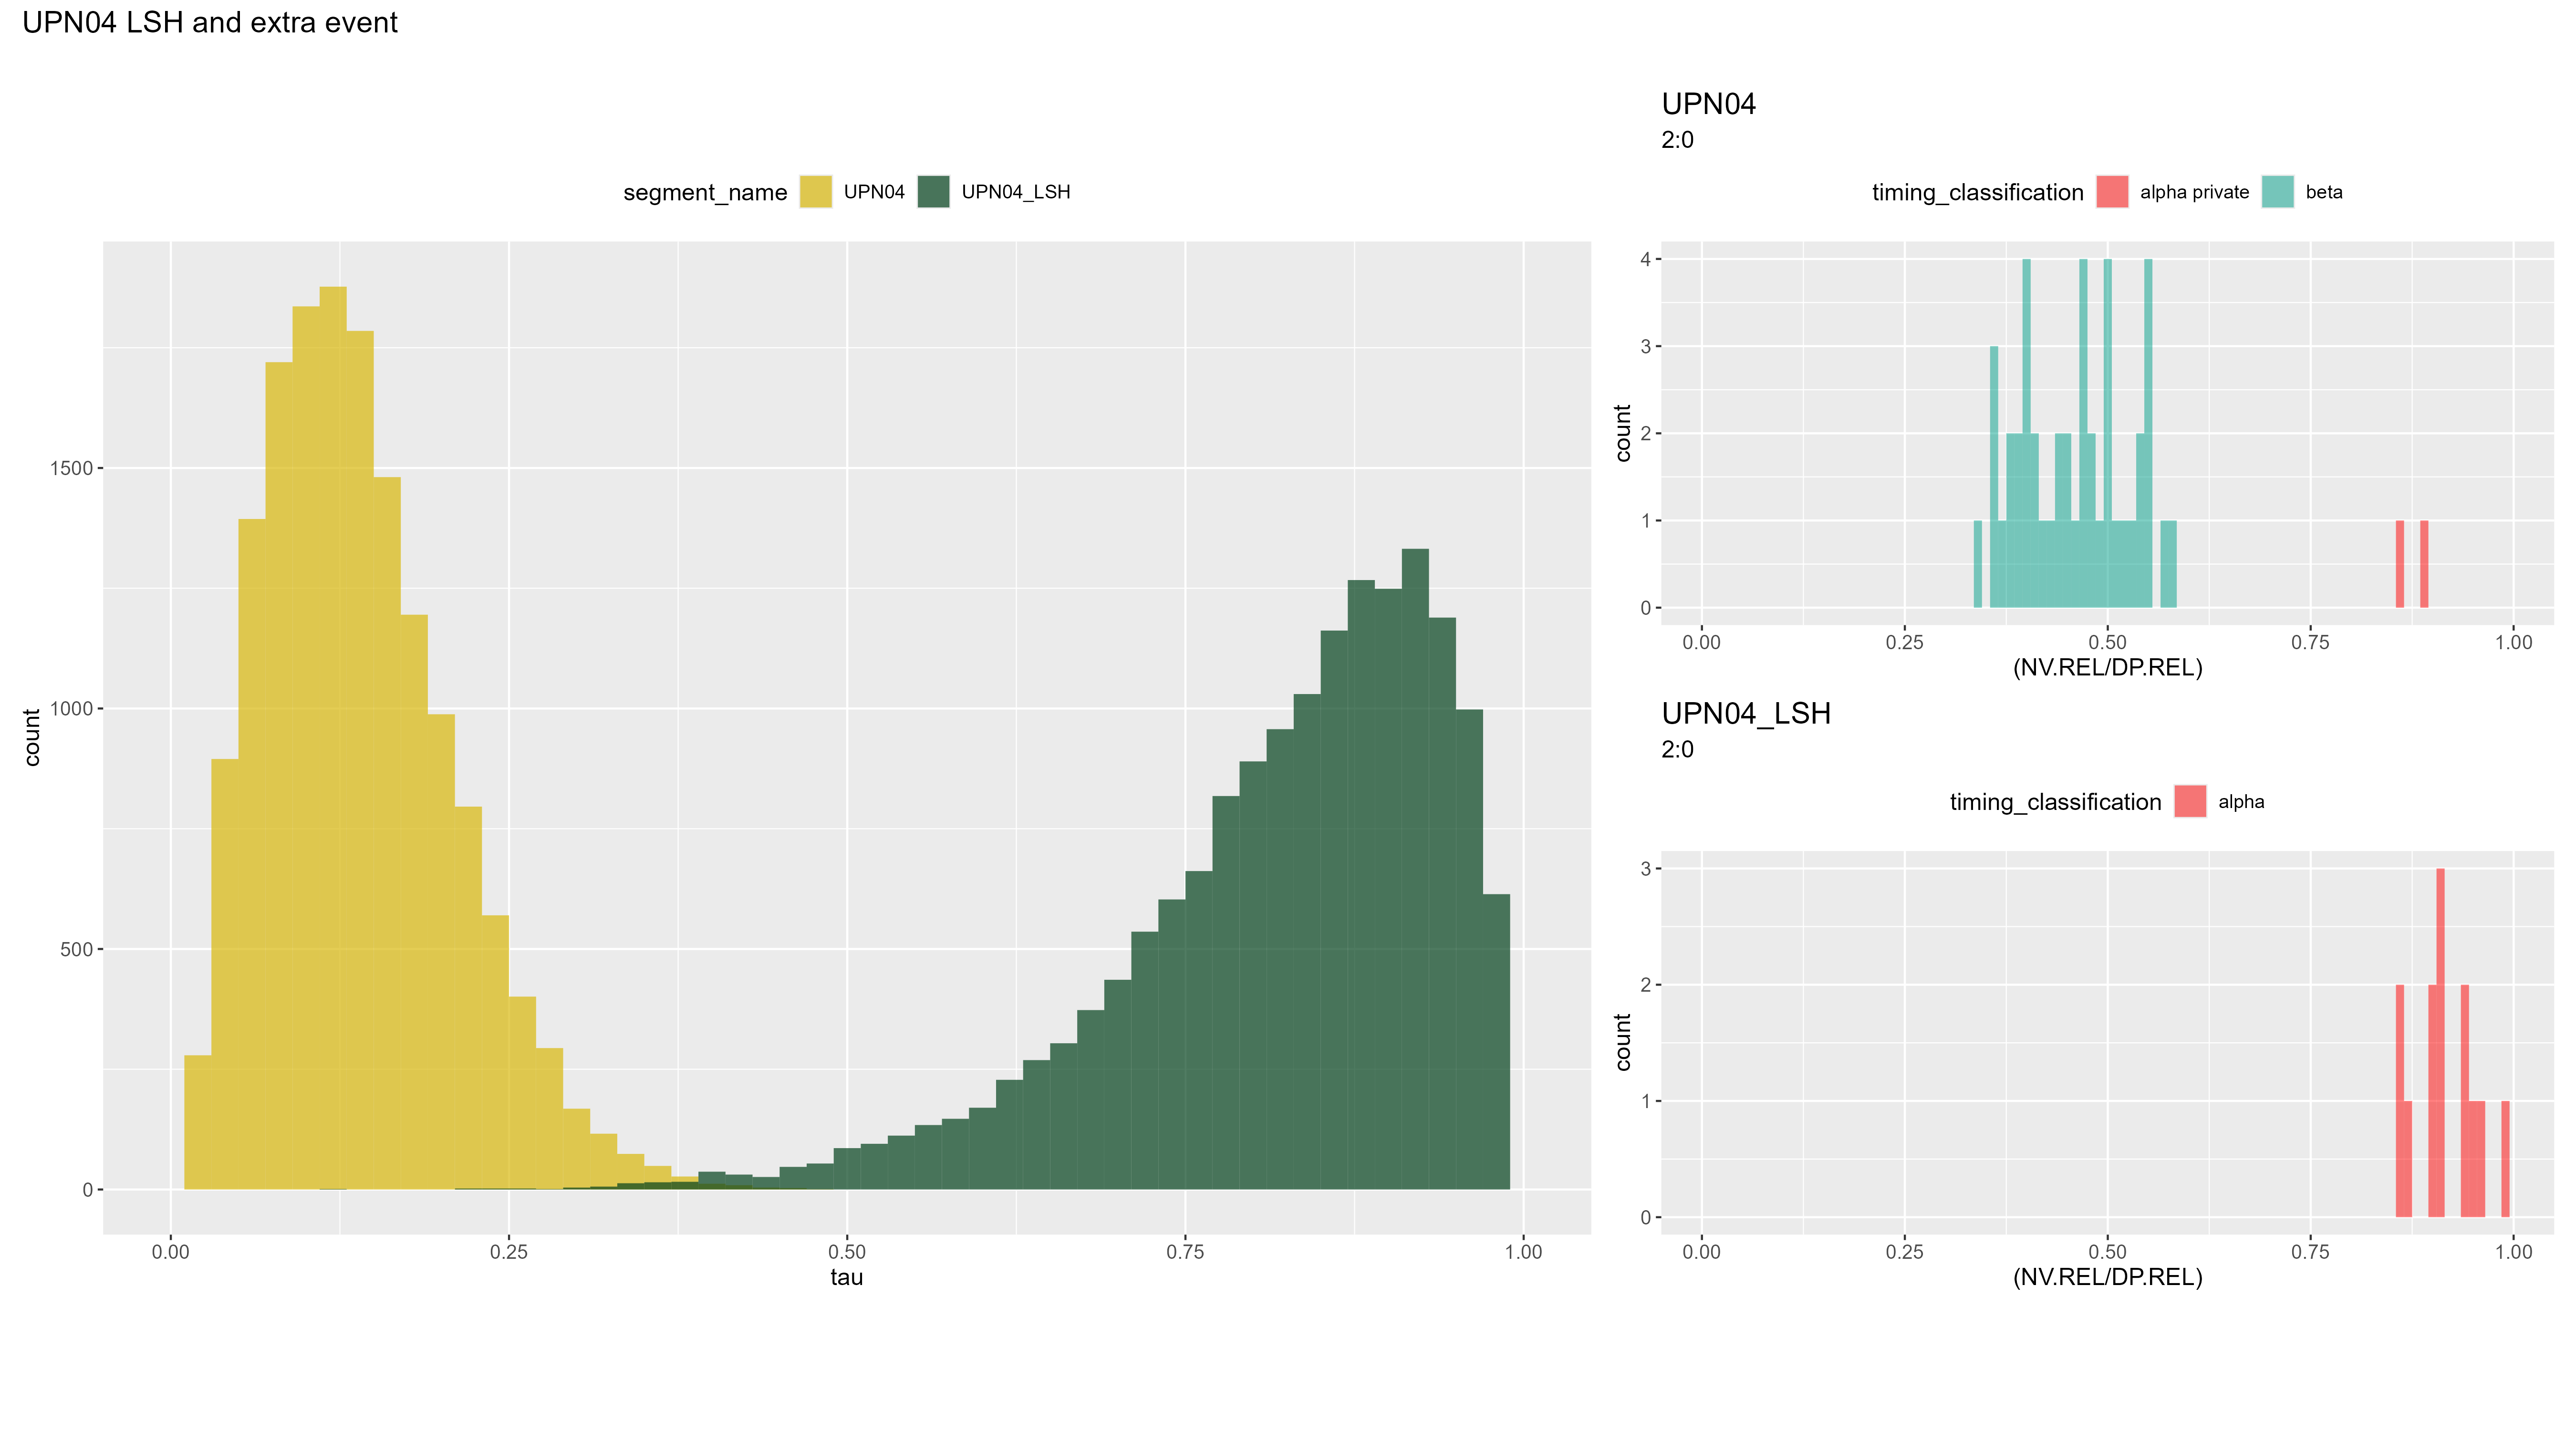 UPN04 LSH and extra event
segment_name UPN04 UPN04_LSH
1500
1000
500
0
count
0.00 0.25 0.50 0.75 1.00
tau
UPN04
2:0
timing_classification alpha private beta
4
3
2
1
0
count
0.00 0.25 0.50 0.75 1.00
(NV.REL/DP.REL)
UPN04_LSH
2:0
timing_classification alpha
3
2
1
0
count
0.00 0.25 0.50 0.75 1.00
(NV.REL/DP.REL)